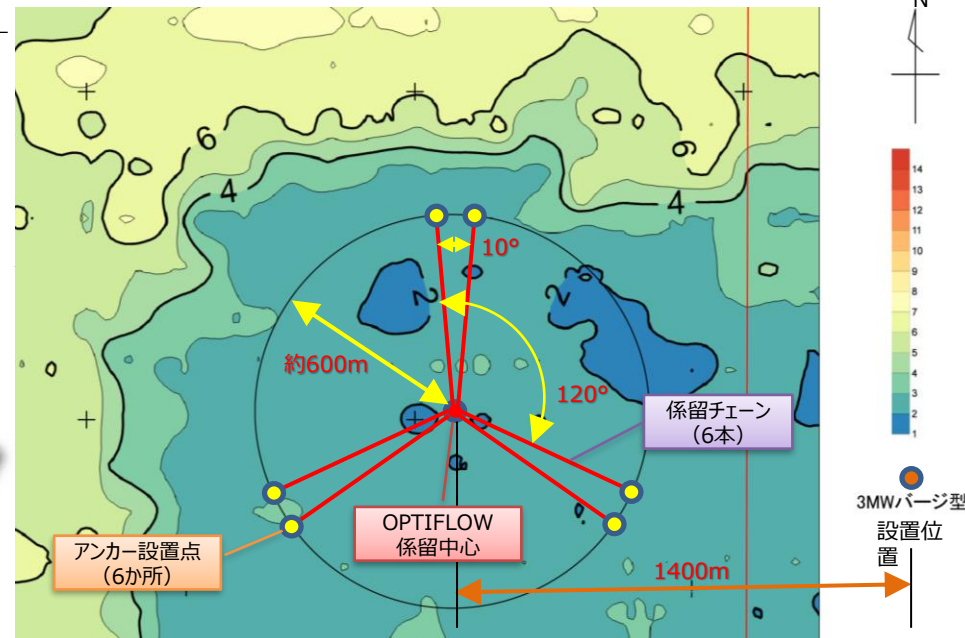 N
6
6
4
4
10°
2
2
約600m
120°
係留チェーン
（6本）
OPTIFLOW
係留中心
アンカー設置点
（6か所）
1400m
14
13
12
11
10
9
8
7
6
5
4
3
2
1
3MWバージ型
設置位
置